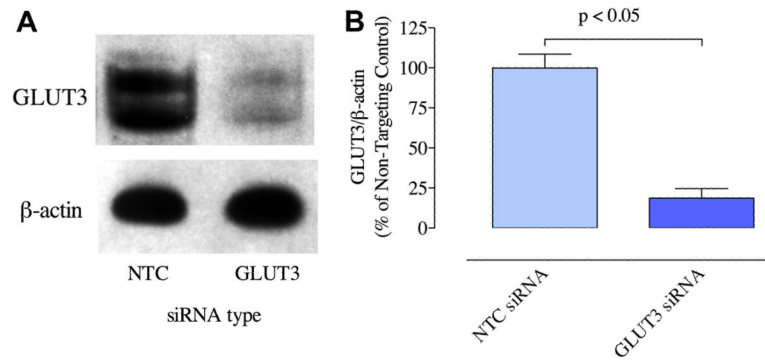 A
GLUT3
β-actin
NTC GLUT3
siRNA type
B
p < 0.05
GLUT3/β-actin
(% of Non-Targeting Control)
125
100
75
50
25
0
NTC siRNA
GLUT3 siRNA